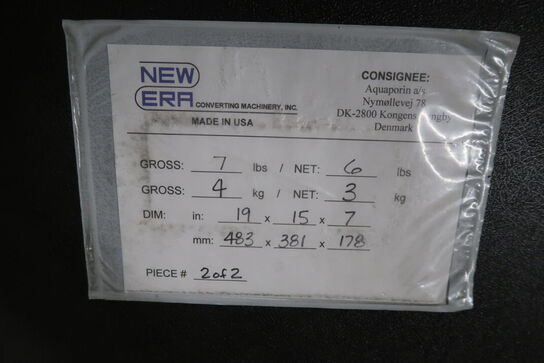 NEW
ERA CONVERTING MACHINERY, INC.
MADE IN USA
CONSIGNEE:
Aquaporin a/s
Nymøllevej 78
DK-2800 Kongens
Denmark
GROSS: 7 lbs / NET: 6 lbs
GROSS: 4 kg / NET: 3 kg
DIM: in: 19 x 15 x 7
mm: 483 x 381 x 178
PIECE # 2 of 2